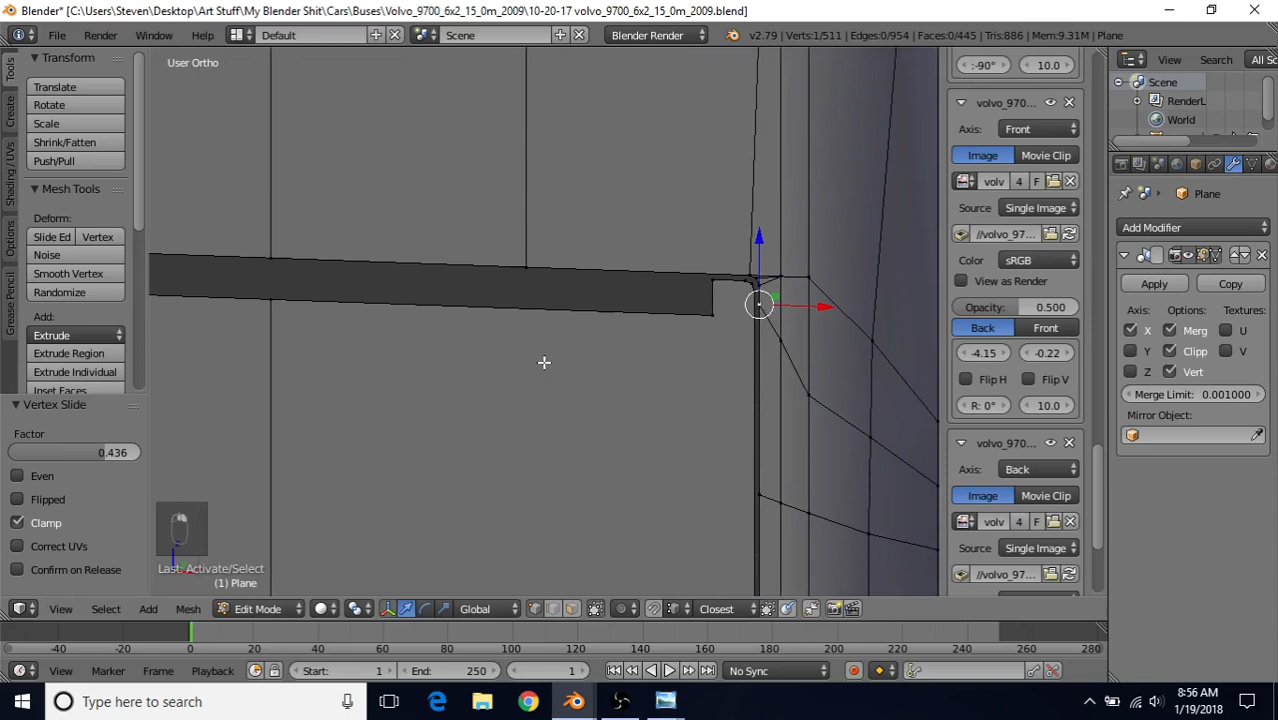 Blender* [C:\Users\Steven\Desktop\Art Stuff\My Blender Shit\Cars\Buses\Volvo_9700_6x2_15_0m_2009\10-20-17 volvo_9700_6x2_15_0m_2009.blend]
File Render Window Help Default Scene Blender Render v2.79 | Verts:1/511 | Edges:0/954 | Faces:0/445 | Tris:886 | Mem:9.31M | Plane
Tools
Create
Shading / UVs
Options
Grease Pencil
Transform
Translate
Rotate
Scale
Shrink/Fatten
Push/Pull
Mesh Tools
Deform:
Slide Ed Vertex
Noise
Smooth Vertex
Randomize
Add:
Extrude
Extrude Region
Extrude Individual
Inset Faces
Vertex Slide
Factor
0.436
Even
Flipped
Clamp
Correct UVs
Confirm on Release
User Ortho
Last: Activate/Select
(1) Plane
:-90° 10.0
volvo_970...
Axis: Front
Image Movie Clip
volv 4 F
Source: Single Image
//volvo_97...
Color: sRGB
View as Render
Opacity: 0.500
Back Front
-4.15 -0.22
Flip H Flip V
R: 0° 10.0
volvo_970...
Axis: Back
Image Movie Clip
volv 4 F
Source: Single Image
//volvo_97...
View Search All Sc
Scene
RenderL
World
Plane
Add Modifier
Apply Copy
Axis: Options: Textures:
X Merg U
Y Clipp V
Z Vert
Merge Limit: 0.001000
Mirror Object:
View Select Add Mesh Edit Mode Global Closest
-40 -20 0 20 40 60 80 100 120 140 160 180 200 220 240 260 280
View Marker Frame Playback Start: 1 End: 250 1 No Sync
Type here to search
8:56 AM
1/19/2018